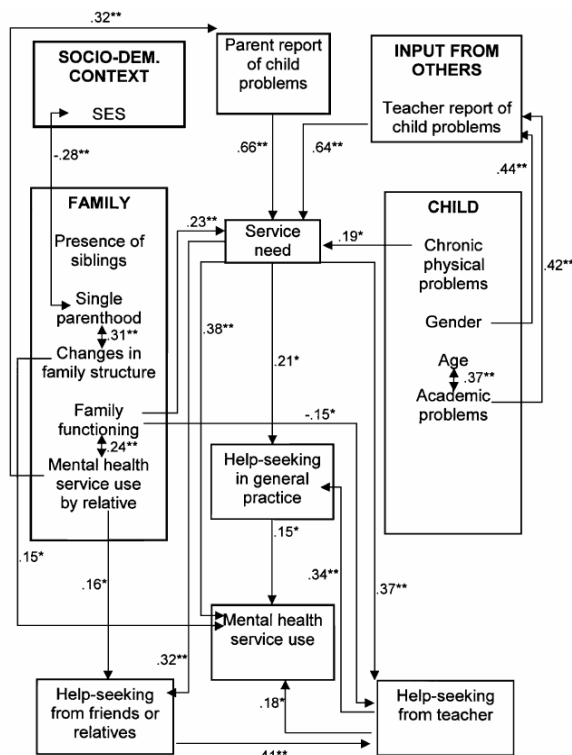 .32**
SOCIO-DEM.
CONTEXT
SES
Parent report
of child
problems
INPUT FROM
OTHERS
Teacher report of
child problems
-.28**
.66**
.64**
.44**
FAMILY
Presence of
siblings
Single
parenthood
.31**
Changes in
family structure
Family
functioning
.24**
Mental health
service use
by relative
.23**
Service
need
.19*
CHILD
Chronic
physical
problems
Gender
Age
.37**
Academic
problems
.42**
.38**
.21*
-.15*
Help-seeking
in general
practice
.15*
.16*
.15*
.34**
.37**
Mental health
service use
.32**
.18*
Help-seeking
from friends or
relatives
Help-seeking
from teacher
.41**